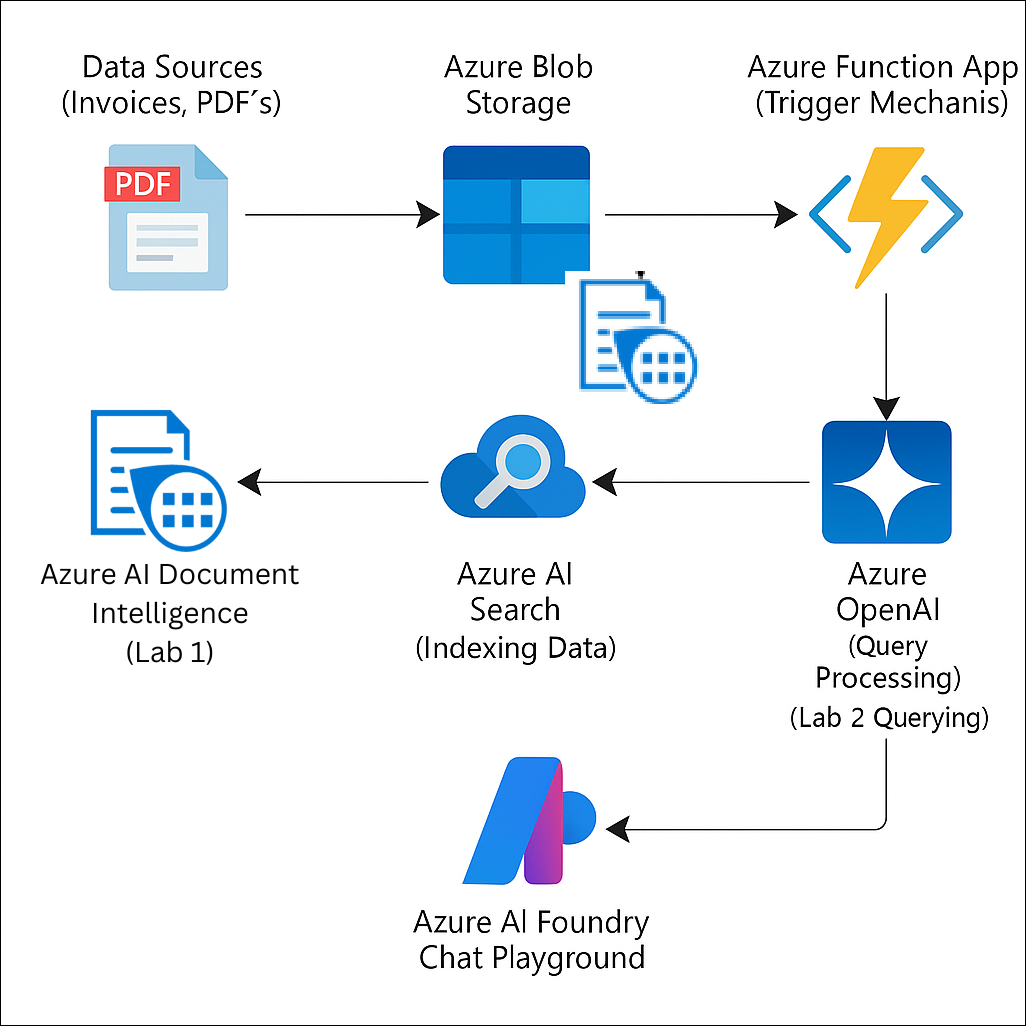 Data Sources
(Invoices, PDF´s)
Azure Blob
Storage
Azure Function App
(Trigger Mechanis)
PDF
Azure AI Document
Intelligence
(Lab 1)
Azure AI
Search
(Indexing Data)
Azure
OpenAI
(Query
Processing)
(Lab 2 Querying)
Azure AI Foundry
Chat Playground